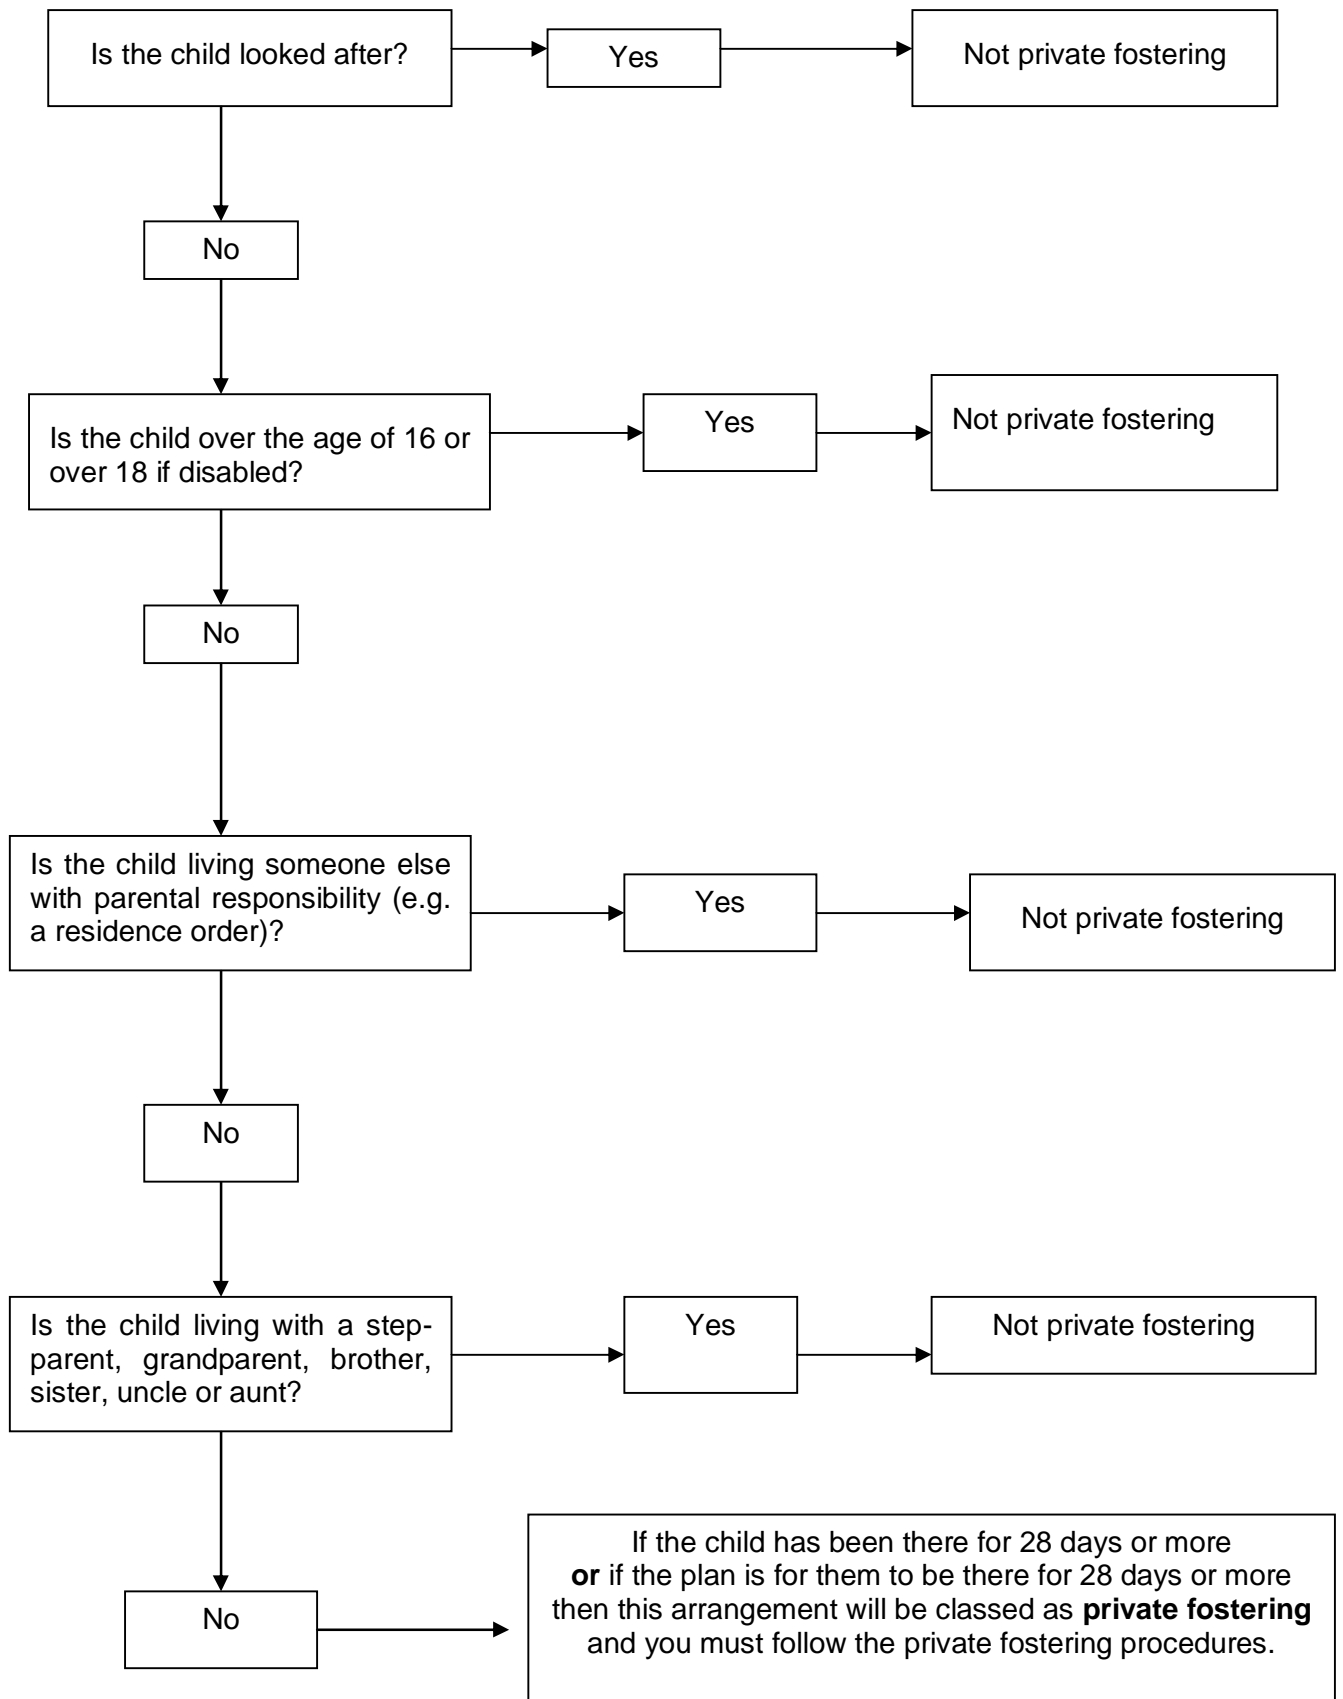 Is the child looked after?
Yes
Not private fostering
No
Is the child over the age of 16 or
over 18 if disabled?
Yes
Not private fostering
No
Is the child living someone else
with parental responsibility (e.g.
a residence order)?
Yes
Not private fostering
No
Is the child living with a step-
parent, grandparent, brother,
sister, uncle or aunt?
Yes
Not private fostering
No
If the child has been there for 28 days or more
or if the plan is for them to be there for 28 days or more
then this arrangement will be classed as private fostering
and you must follow the private fostering procedures.